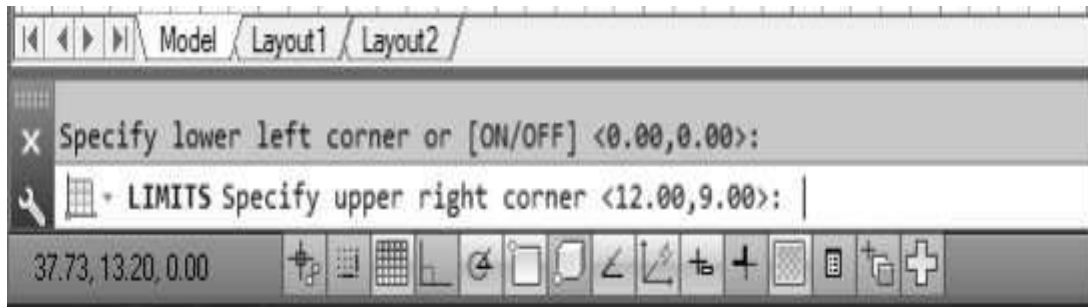 Model Layout1 Layout2
Specify lower left corner or [ON/OFF] <0.00,0.00>:
LIMITS Specify upper right corner <12.00,9.00>:
37.73, 13.20, 0.00